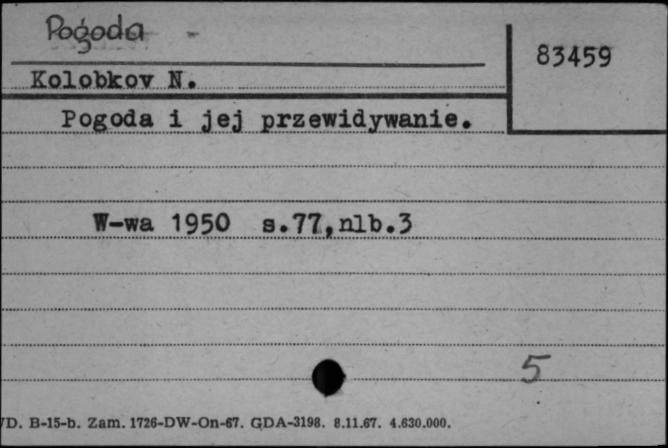 Pogoda -
83459
Kolobkov N.
Pogoda i jej przewidywanie.
W-wa 1950 s.77,nlb.3
5
D. B-15-b. Zam. 1726-DW-On-67. GDA-3198. 8.11.67. 4.630.000.